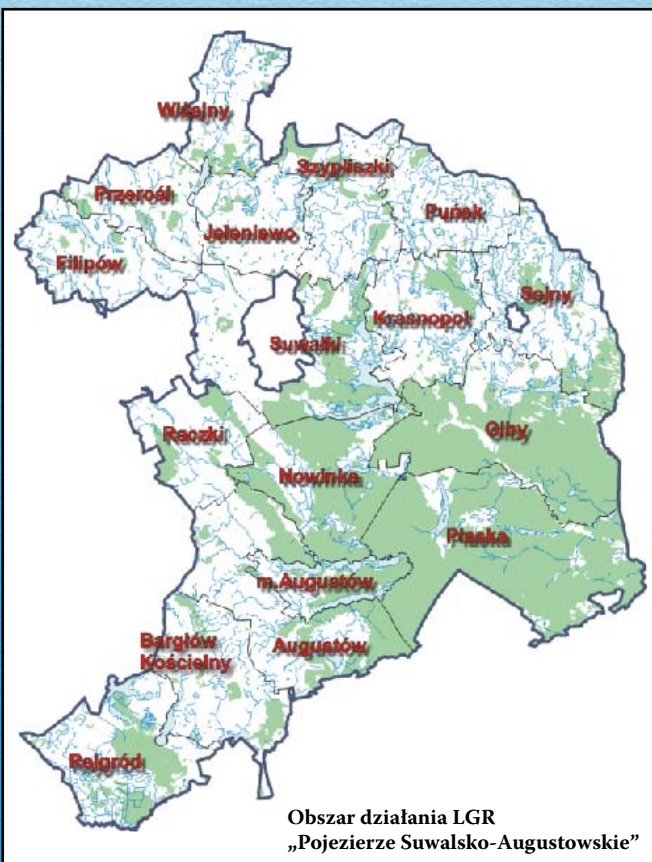 Wiżajny
Szypliszki
Przerośl
Puńsk
Jeleniewo
Filipów
Sejny
Krasnopol
Suwałki
Raczki
Giby
Nowinka
Płaska
m.Augustów
Bargłów
Kościelny
Augustów
Rajgród
Obszar działania LGR
„Pojezierze Suwalsko-Augustowskie”